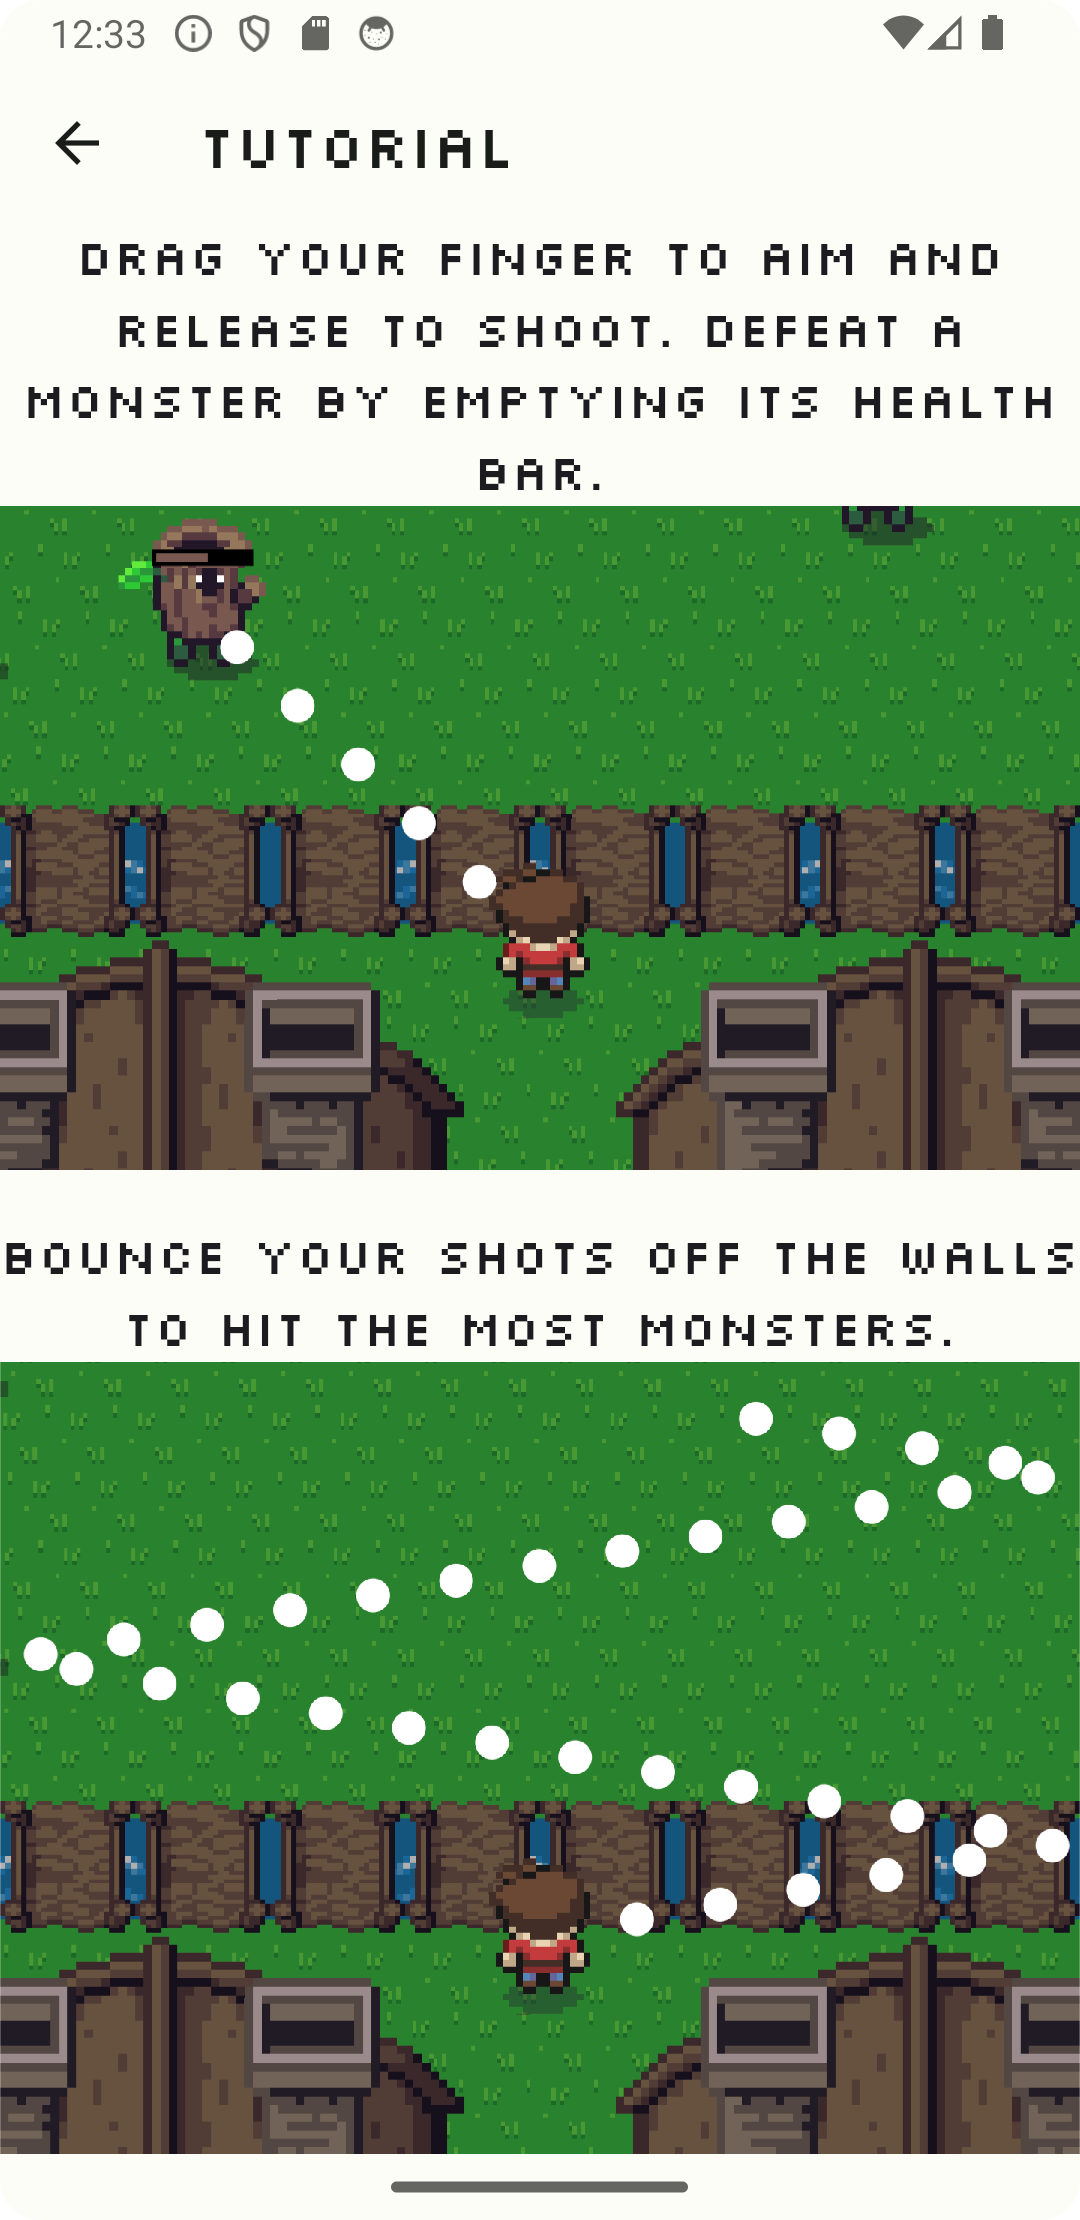 12:33
TUTORIAL
DRAG YOUR FINGER TO AIM AND
RELEASE TO SHOOT. DEFEAT A
MONSTER BY EMPTYING ITS HEALTH
BAR.
BOUNCE YOUR SHOTS OFF THE WALLS
TO HIT THE MOST MONSTERS.